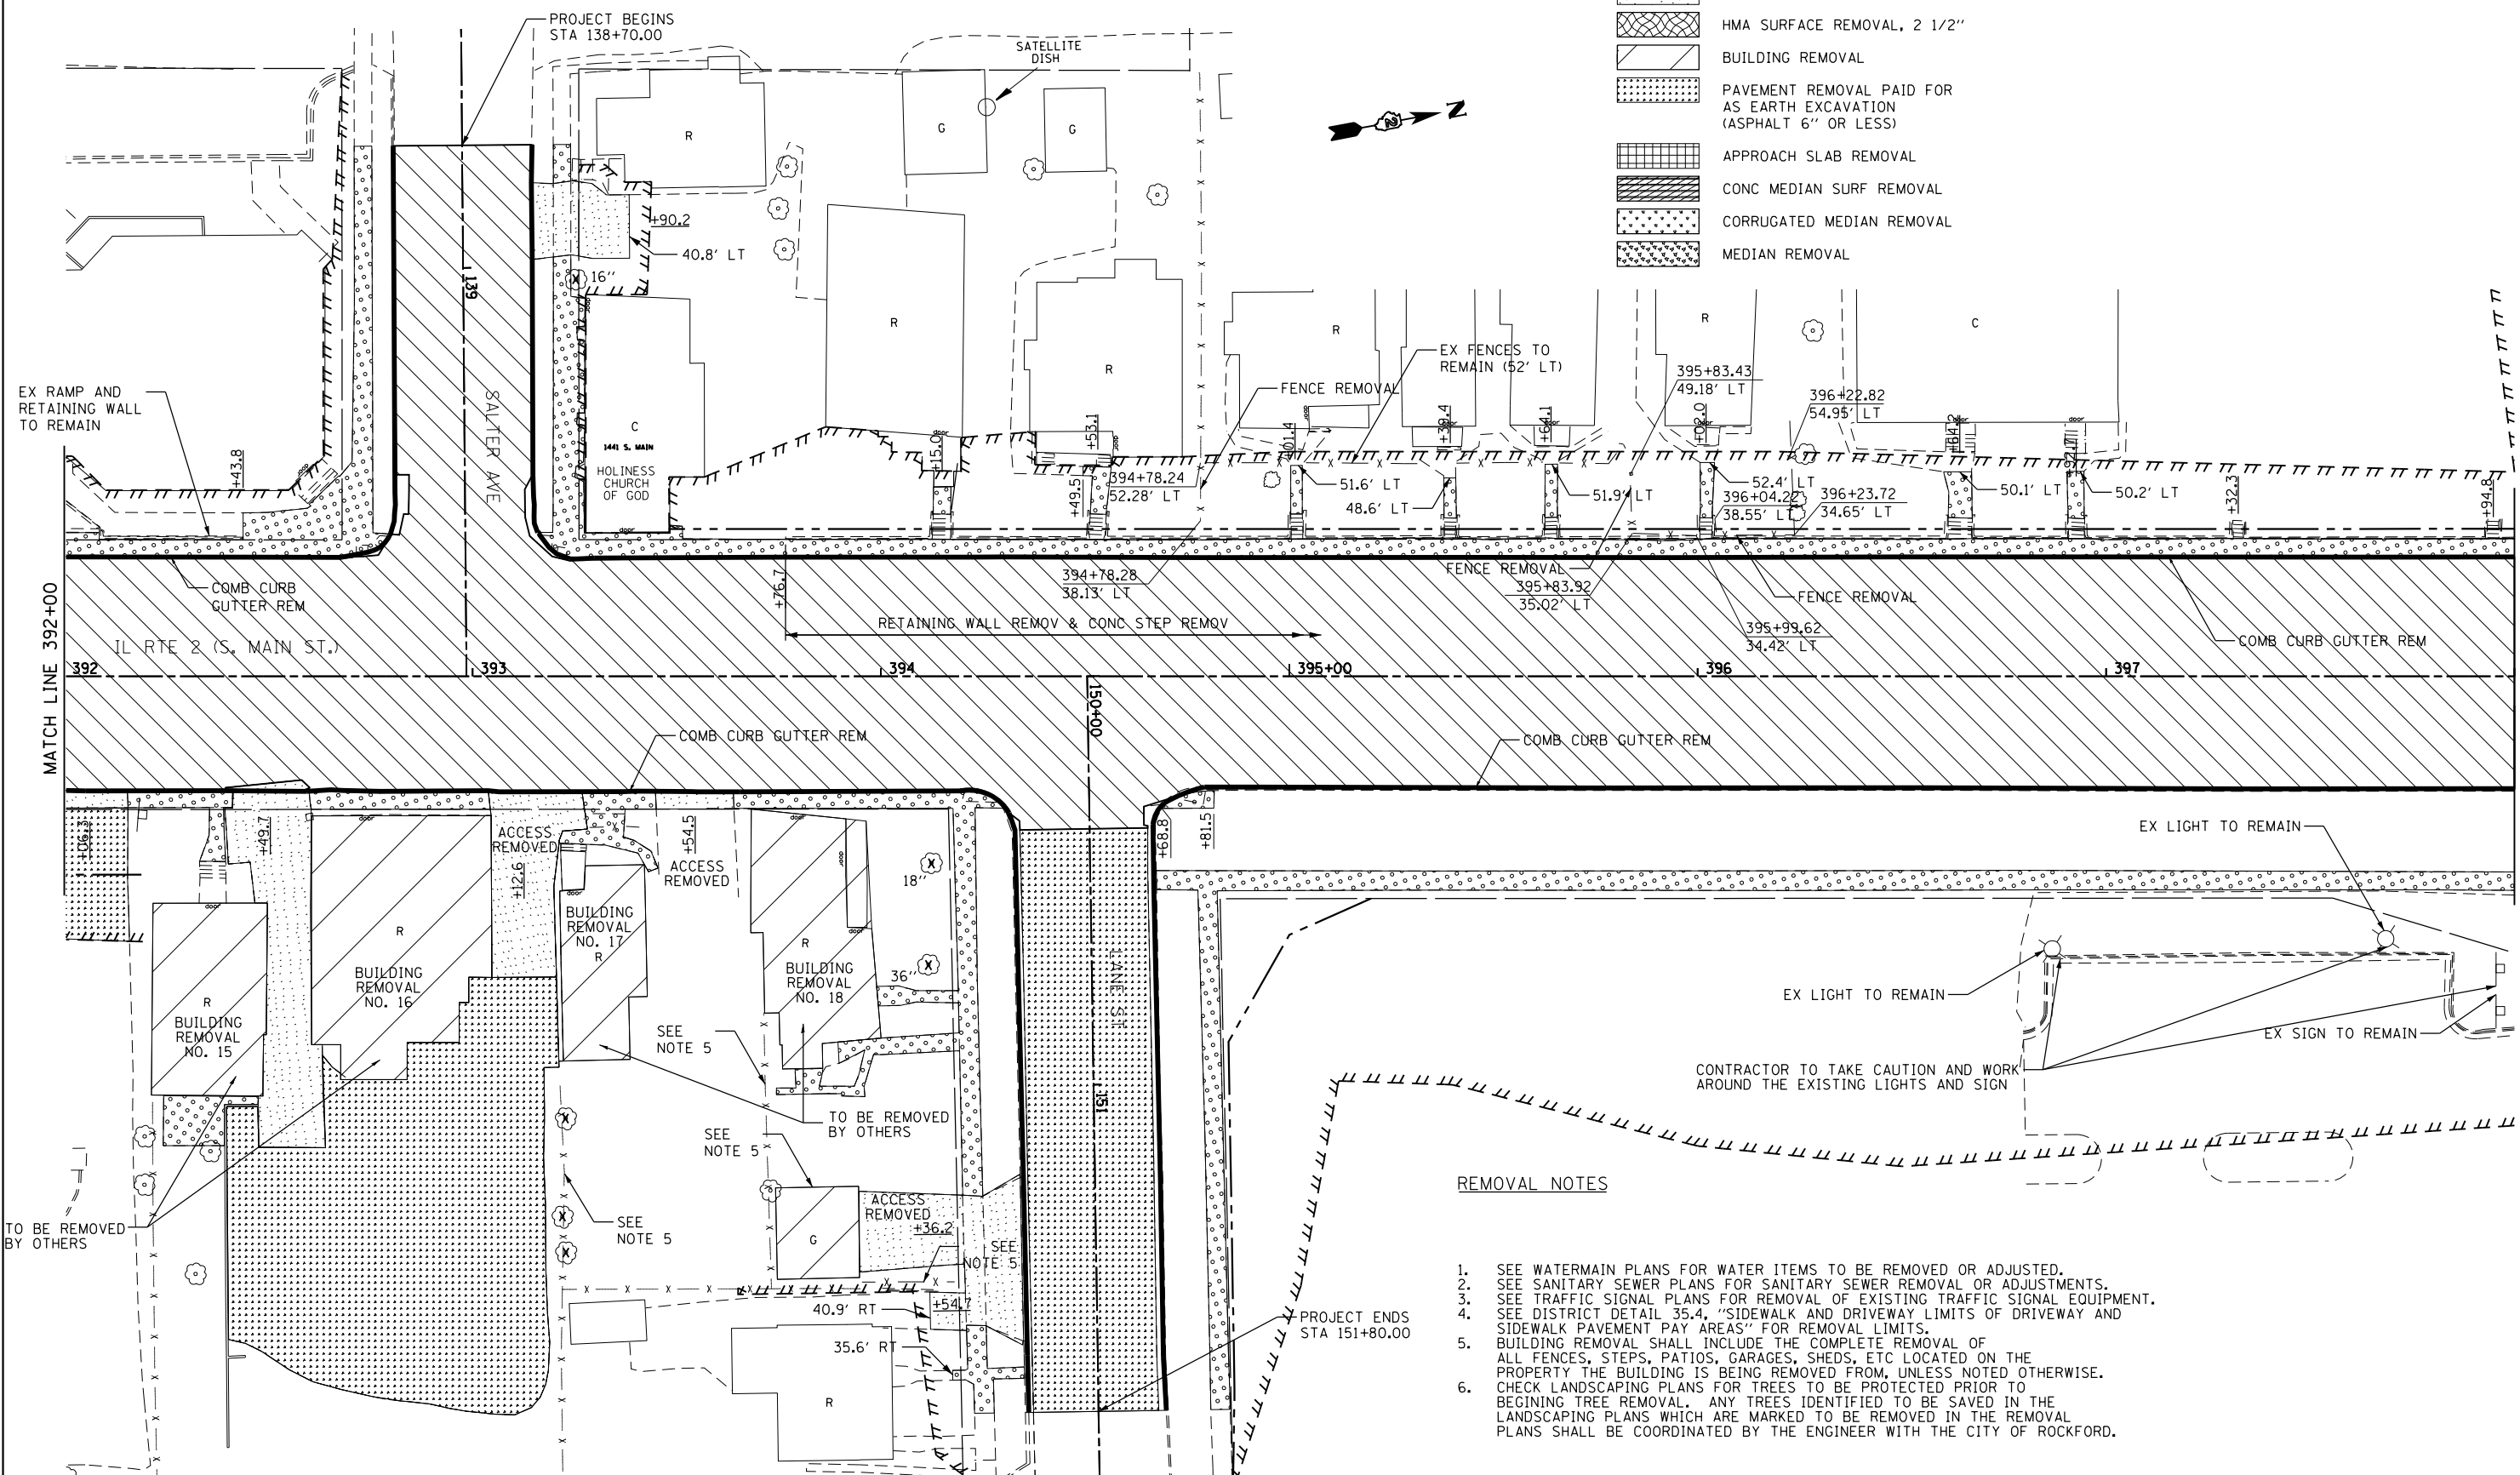 PROJECT BEGINS
STA 138+70.00
SATELLITE
DISH
HMA SURFACE REMOVAL, 2 1/2"
BUILDING REMOVAL
PAVEMENT REMOVAL PAID FOR
AS EARTH EXCAVATION
(ASPHALT 6" OR LESS)
APPROACH SLAB REMOVAL
CONC MEDIAN SURF REMOVAL
CORRUGATED MEDIAN REMOVAL
MEDIAN REMOVAL
N
R
G
G
+90.2
40.8' LT
16"
139
SALTER AVE
R
R
R
R
C
C
1441 S. MAIN
HOLINESS
CHURCH
OF GOD
door
EX RAMP AND
RETAINING WALL
TO REMAIN
+43.8
EX FENCES TO
REMAIN (52' LT)
FENCE REMOVAL
395+83.43
49.18' LT
396+22.82
54.95' LT
+15.0
+53.1
+49.5
+01.4
+39.4
+64.1
+02.0
+64.2
+92.7
+32.3
+94.8
394+78.24
52.28' LT
51.6' LT
48.6' LT
51.9' LT
52.4' LT
396+04.22
38.55' LT
396+23.72
34.65' LT
50.1' LT
50.2' LT
COMB CURB
GUTTER REM
+76.7
394+78.28
38.13' LT
FENCE REMOVAL
395+83.92
35.02' LT
FENCE REMOVAL
395+99.62
34.42' LT
RETAINING WALL REMOV & CONC STEP REMOV
COMB CURB GUTTER REM
MATCH LINE 392+00
IL RTE 2 (S. MAIN ST.)
392
393
394
395+00
396
397
150+00
COMB CURB GUTTER REM
COMB CURB GUTTER REM
+06.3
+49.7
ACCESS
REMOVED
+12.6
+54.5
ACCESS
REMOVED
18"
36"
+68.8
+81.5
LANE ST
151
R
BUILDING
REMOVAL
NO. 15
R
BUILDING
REMOVAL
NO. 16
BUILDING
REMOVAL
NO. 17
R
R
BUILDING
REMOVAL
NO. 18
SEE
NOTE 5
TO BE REMOVED
BY OTHERS
SEE
NOTE 5
TO BE REMOVED
BY OTHERS
SEE
NOTE 5
G
ACCESS
REMOVED
+36.2
SEE
NOTE 5
40.9' RT
+54.7
35.6' RT
R
PROJECT ENDS
STA 151+80.00
EX LIGHT TO REMAIN
EX LIGHT TO REMAIN
EX SIGN TO REMAIN
CONTRACTOR TO TAKE CAUTION AND WORK
AROUND THE EXISTING LIGHTS AND SIGN
REMOVAL NOTES
1. SEE WATERMAIN PLANS FOR WATER ITEMS TO BE REMOVED OR ADJUSTED.
2. SEE SANITARY SEWER PLANS FOR SANITARY SEWER REMOVAL OR ADJUSTMENTS.
3. SEE TRAFFIC SIGNAL PLANS FOR REMOVAL OF EXISTING TRAFFIC SIGNAL EQUIPMENT.
4. SEE DISTRICT DETAIL 35.4, "SIDEWALK AND DRIVEWAY LIMITS OF DRIVEWAY AND
SIDEWALK PAVEMENT PAY AREAS" FOR REMOVAL LIMITS.
5. BUILDING REMOVAL SHALL INCLUDE THE COMPLETE REMOVAL OF
ALL FENCES, STEPS, PATIOS, GARAGES, SHEDS, ETC LOCATED ON THE
PROPERTY THE BUILDING IS BEING REMOVED FROM, UNLESS NOTED OTHERWISE.
6. CHECK LANDSCAPING PLANS FOR TREES TO BE PROTECTED PRIOR TO
BEGINING TREE REMOVAL. ANY TREES IDENTIFIED TO BE SAVED IN THE
LANDSCAPING PLANS WHICH ARE MARKED TO BE REMOVED IN THE REMOVAL
PLANS SHALL BE COORDINATED BY THE ENGINEER WITH THE CITY OF ROCKFORD.